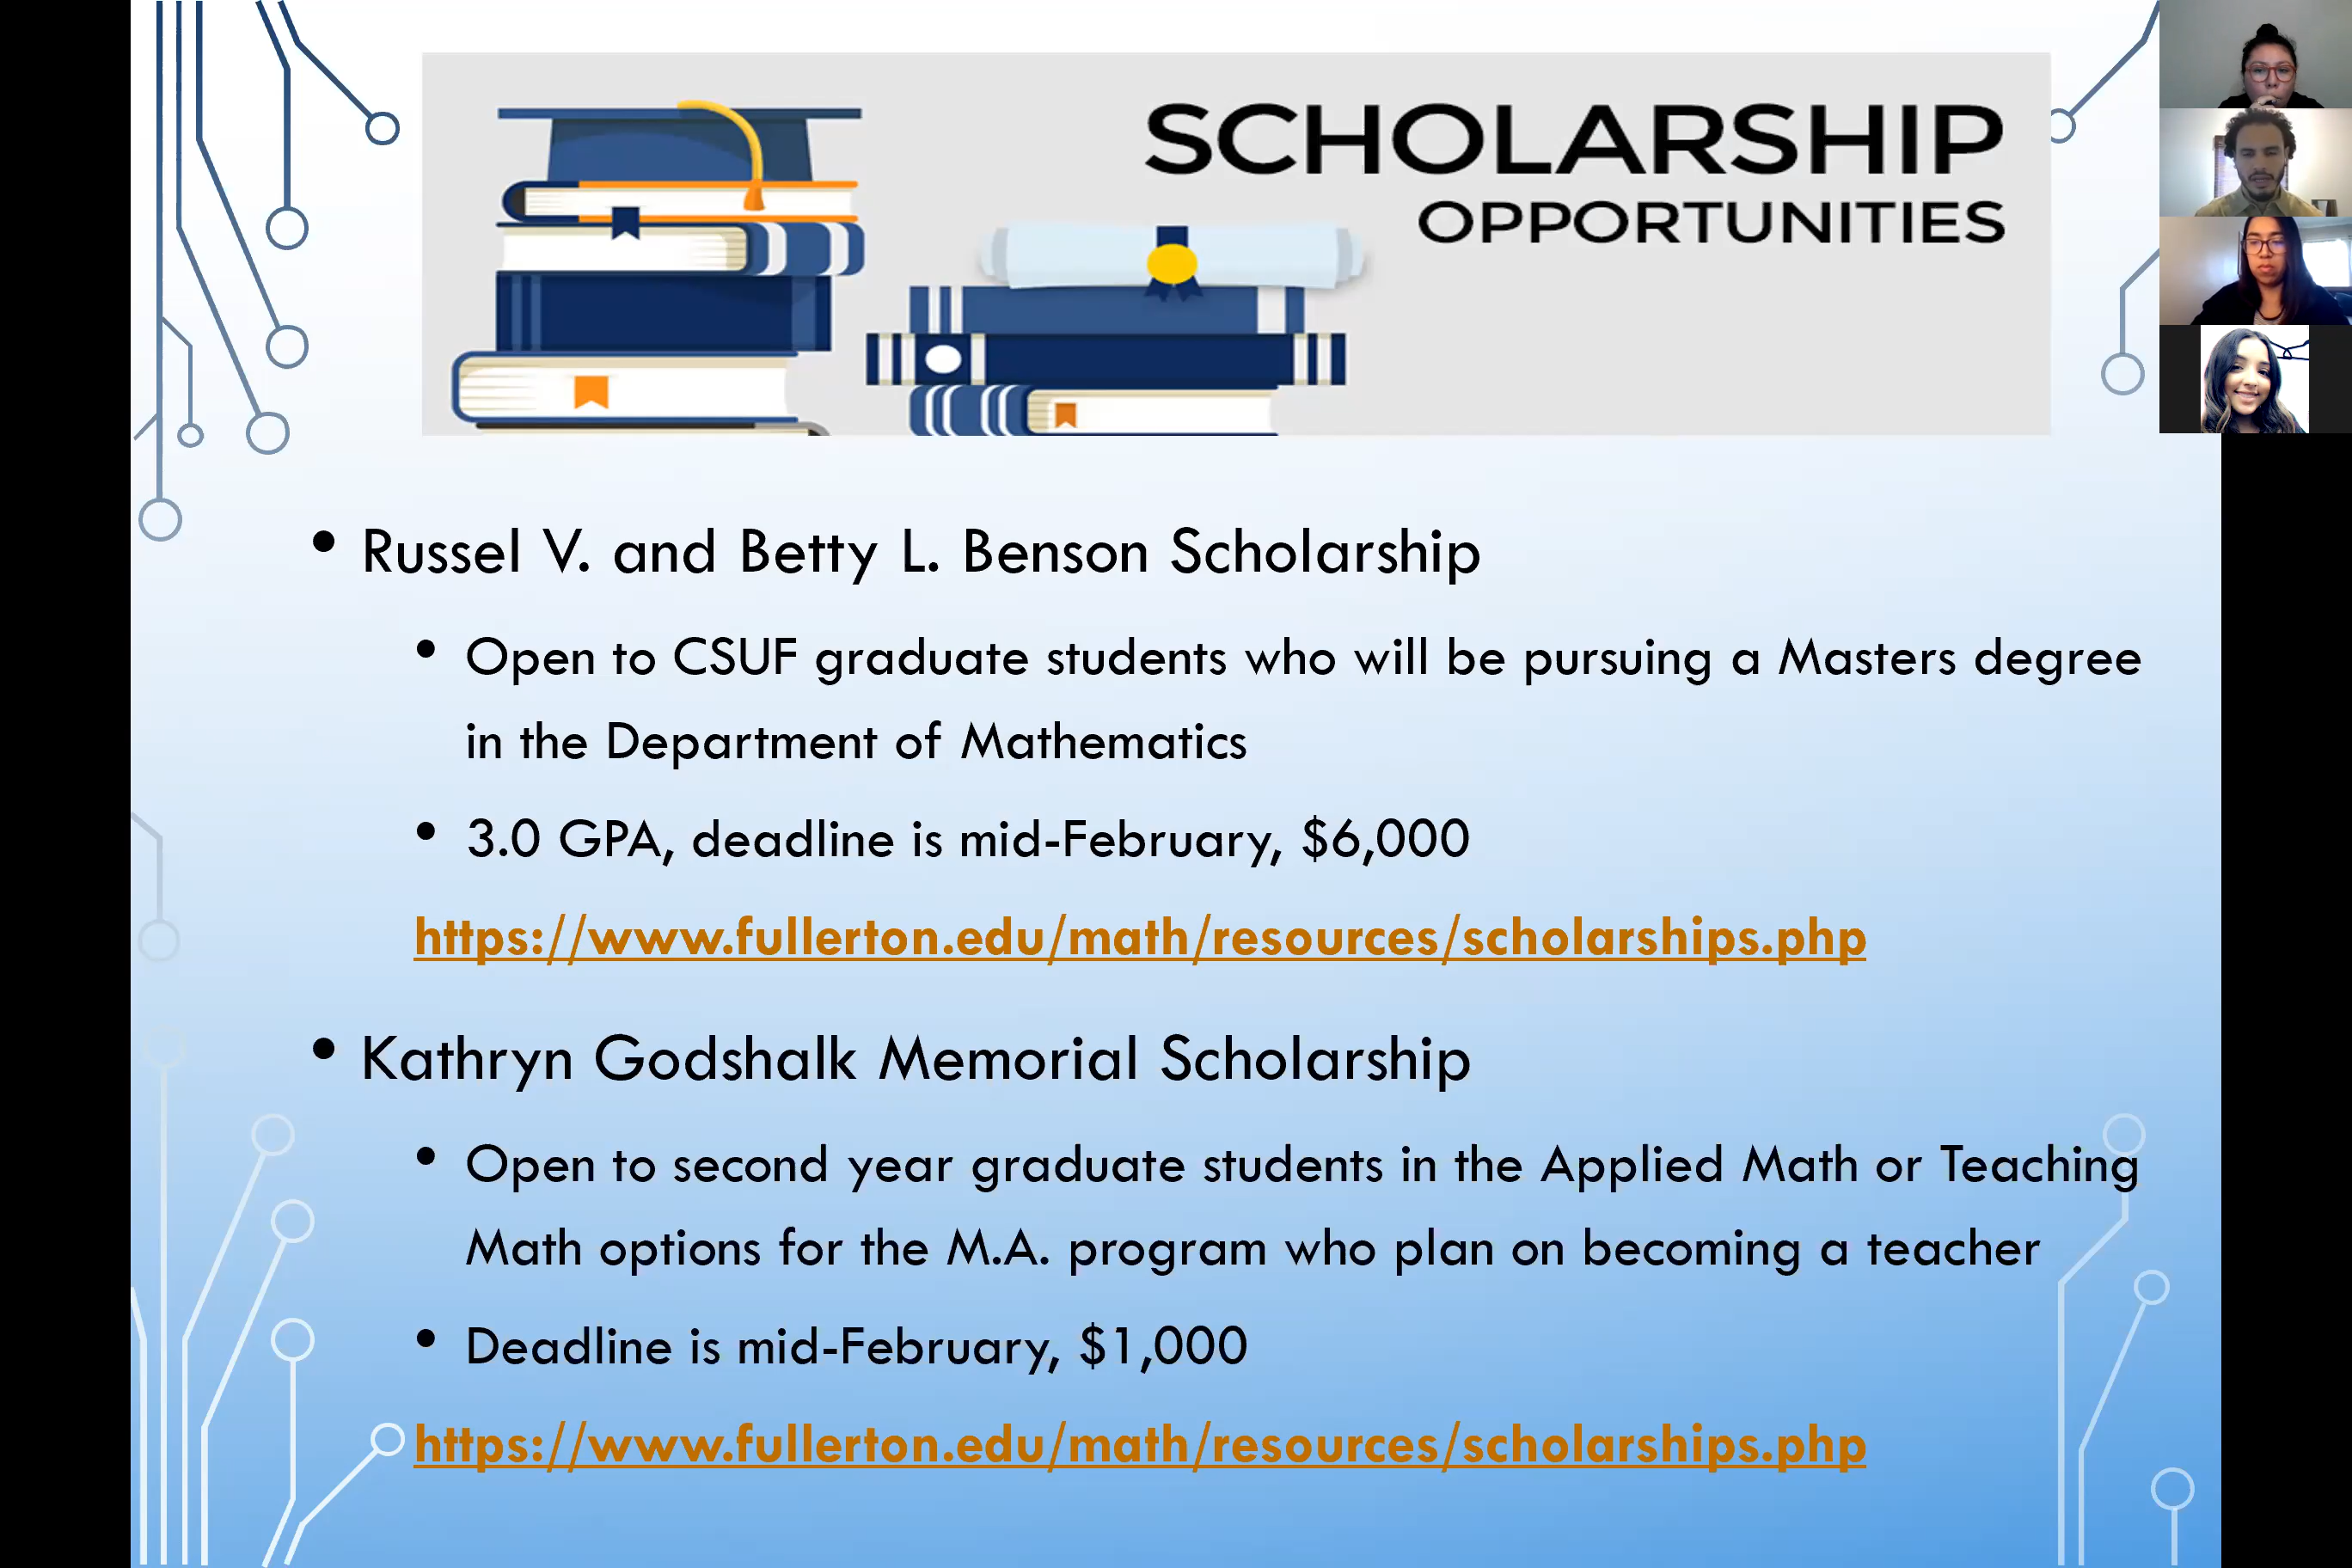 SCHOLARSHIP
OPPORTUNITIES
• Russel V. and Betty L. Benson Scholarship
• Open to CSUF graduate students who will be pursuing a Masters degree
in the Department of Mathematics
• 3.0 GPA, deadline is mid-February, $6,000
https://www.fullerton.edu/math/resources/scholarships.php
• Kathryn Godshalk Memorial Scholarship
• Open to second year graduate students in the Applied Math or Teaching
Math options for the M.A. program who plan on becoming a teacher
• Deadline is mid-February, $1,000
https://www.fullerton.edu/math/resources/scholarships.php